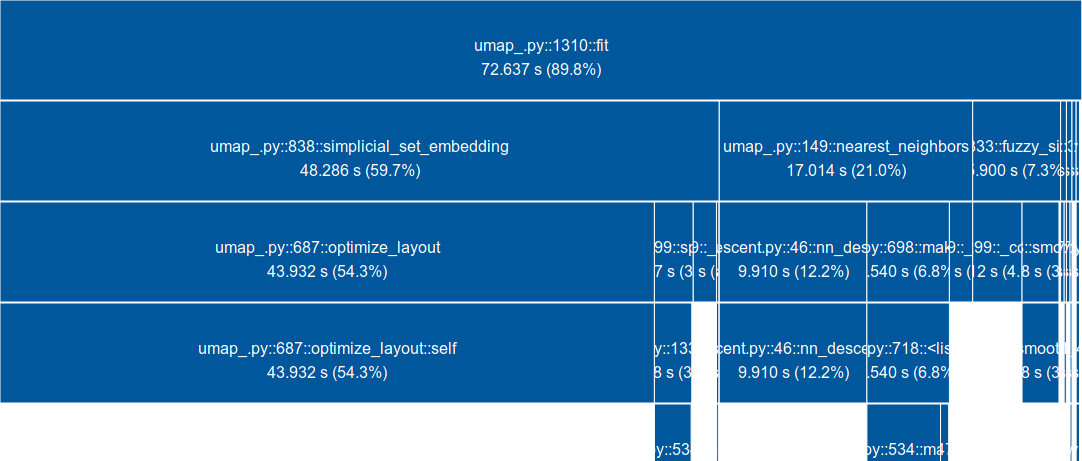 umap_.py::1310::fit
72.637 s (89.8%)
umap_.py::838::simplicial_set_embedding
48.286 s (59.7%)
umap_.py::149::nearest_neighbors
17.014 s (21.0%)
333::fuzzy_si
5.900 s (7.3%
umap_.py::687::optimize_layout
43.932 s (54.3%)
99::sp
7 s (3
escent.py::46::nn_des
9.910 s (12.2%)
py::698::mak
.540 s (6.8%
99::_co
2 s (4.
::smo
8 s (3
umap_.py::687::optimize_layout::self
43.932 s (54.3%)
y::133
8 s (3
cent.py::46::nn_desce
9.910 s (12.2%)
py::718::<lis
.540 s (6.8%
smoot
8 s (3
y::53
py::534::ma